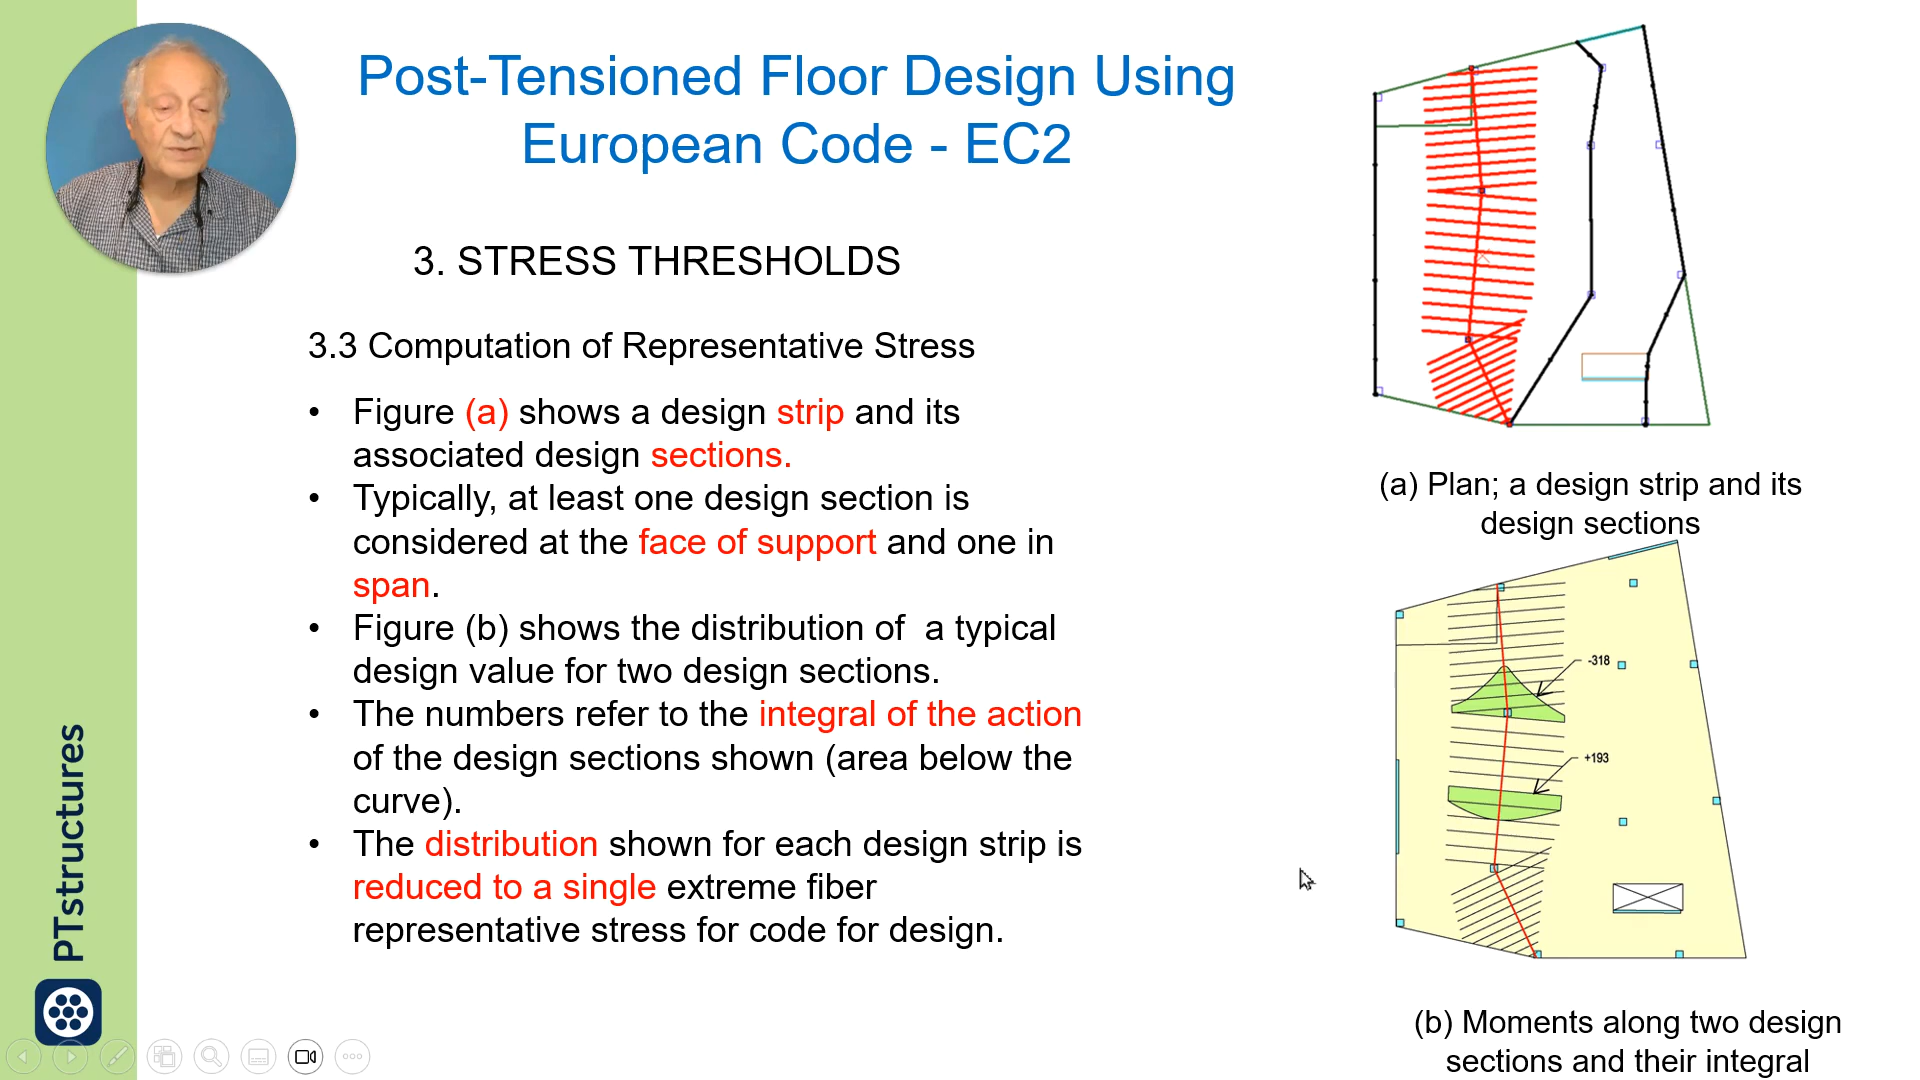 Post-Tensioned Floor Design Using
European Code - EC2
3. STRESS THRESHOLDS
3.3 Computation of Representative Stress
• Figure (a) shows a design strip and its
associated design sections.
• Typically, at least one design section is
considered at the face of support and one in
span.
• Figure (b) shows the distribution of a typical
design value for two design sections.
• The numbers refer to the integral of the action
of the design sections shown (area below the
curve).
• The distribution shown for each design strip is
reduced to a single extreme fiber
representative stress for code for design.
(a) Plan; a design strip and its
design sections
-318
+193
(b) Moments along two design
sections and their integral
PTstructures